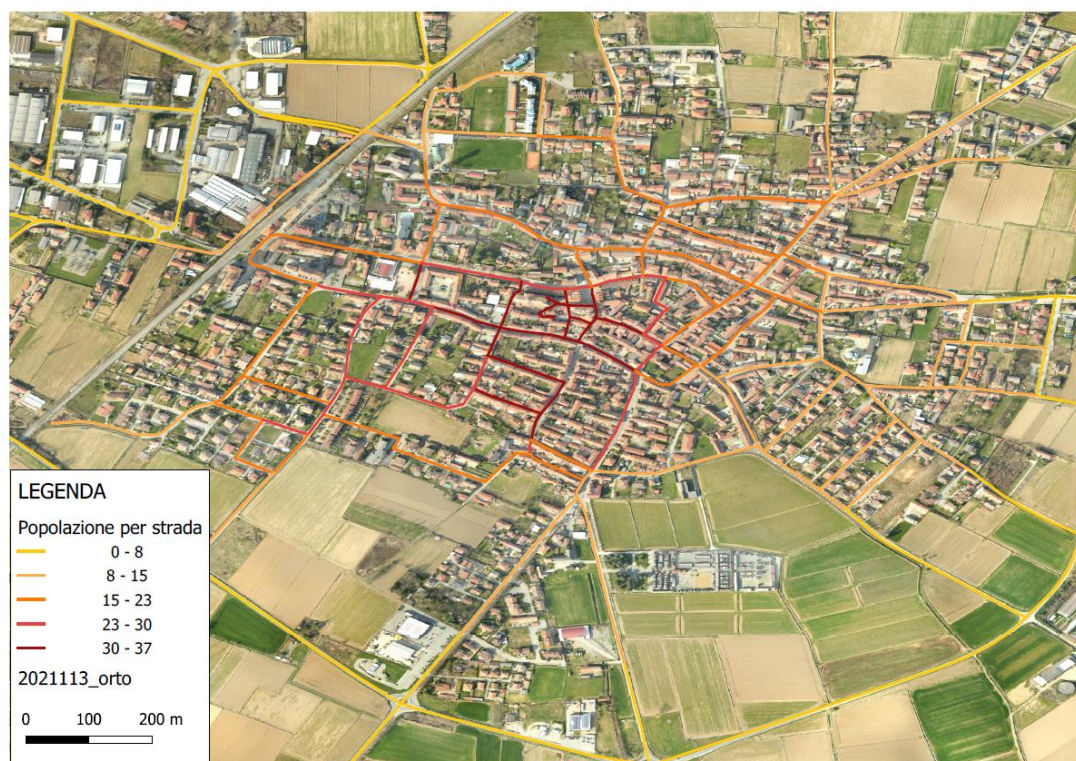 LEGENDA
Popolazione per strada
0 - 8
8 - 15
15 - 23
23 - 30
30 - 37
2021113_orto
0 100 200 m